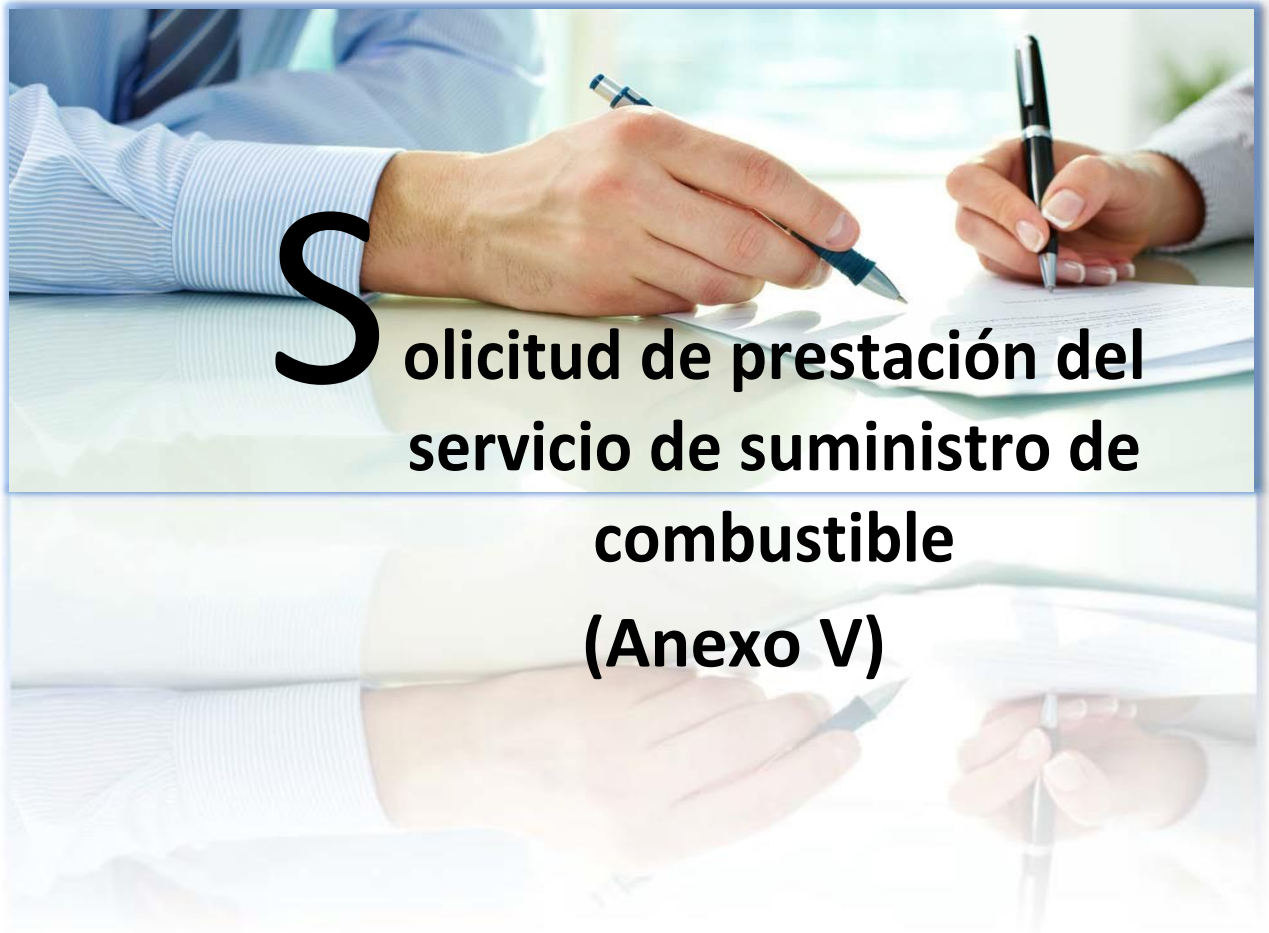 Solicitud de prestación del
servicio de suministro de
combustible
(Anexo V)